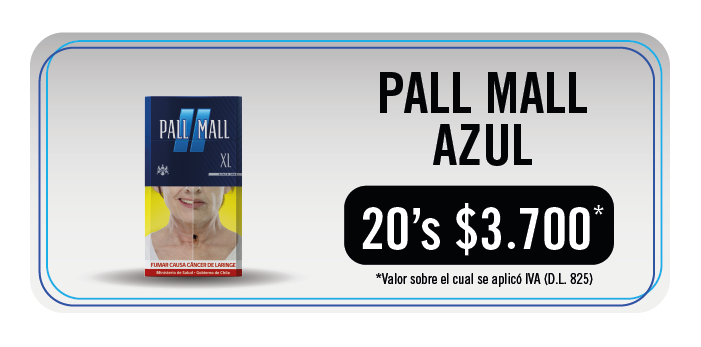 PALL MALL
XL
FUMAR CAUSA CÁNCER DE LARINGE
Ministerio de Salud - Gobierno de Chile
PALL MALL
AZUL
20's $3.700*
*Valor sobre el cual se aplicó IVA (D.L. 825)